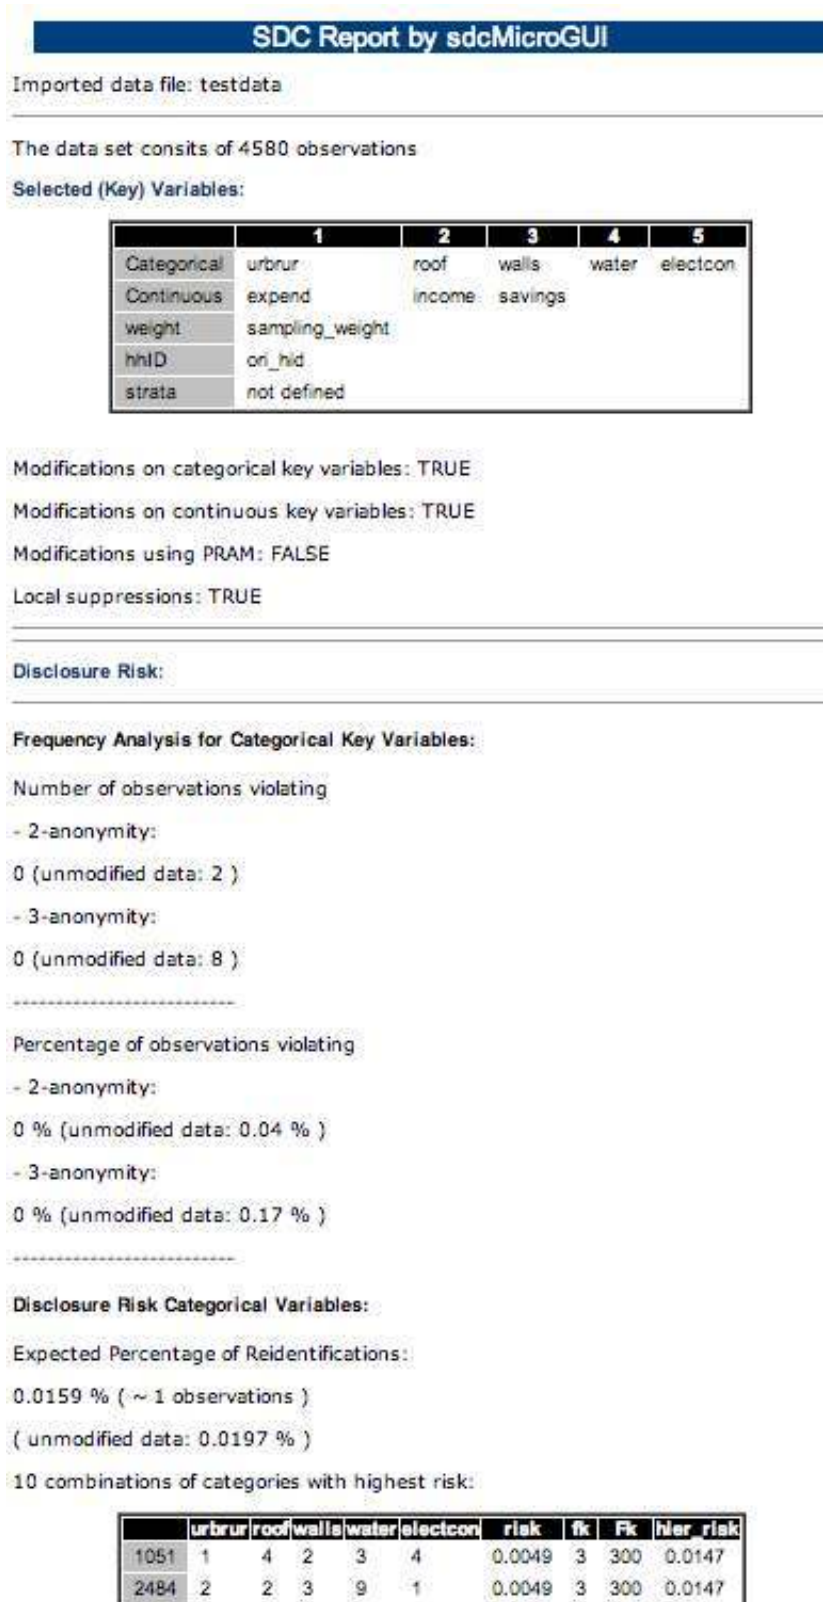 SDC Report by sdcMicroGUI
Imported data file: testdata
The data set consits of 4580 observations
Selected (Key) Variables:
1 2 3 4 5
Categorical urbrur roof walls water electcon
Continuous expend income savings
weight sampling_weight
hhID ori_hid
strata not defined
Modifications on categorical key variables: TRUE
Modifications on continuous key variables: TRUE
Modifications using PRAM: FALSE
Local suppressions: TRUE
Disclosure Risk:
Frequency Analysis for Categorical Key Variables:
Number of observations violating
- 2-anonymity:
0 (unmodified data: 2 )
- 3-anonymity:
0 (unmodified data: 8 )
--------------------------
Percentage of observations violating
- 2-anonymity:
0 % (unmodified data: 0.04 % )
- 3-anonymity:
0 % (unmodified data: 0.17 % )
--------------------------
Disclosure Risk Categorical Variables:
Expected Percentage of Reidentifications:
0.0159 % ( ~ 1 observations )
( unmodified data: 0.0197 % )
10 combinations of categories with highest risk:
urbrur roof walls water electcon risk fk Fk hier_risk
1051 1 4 2 3 4 0.0049 3 300 0.0147
2484 2 2 3 9 1 0.0049 3 300 0.0147